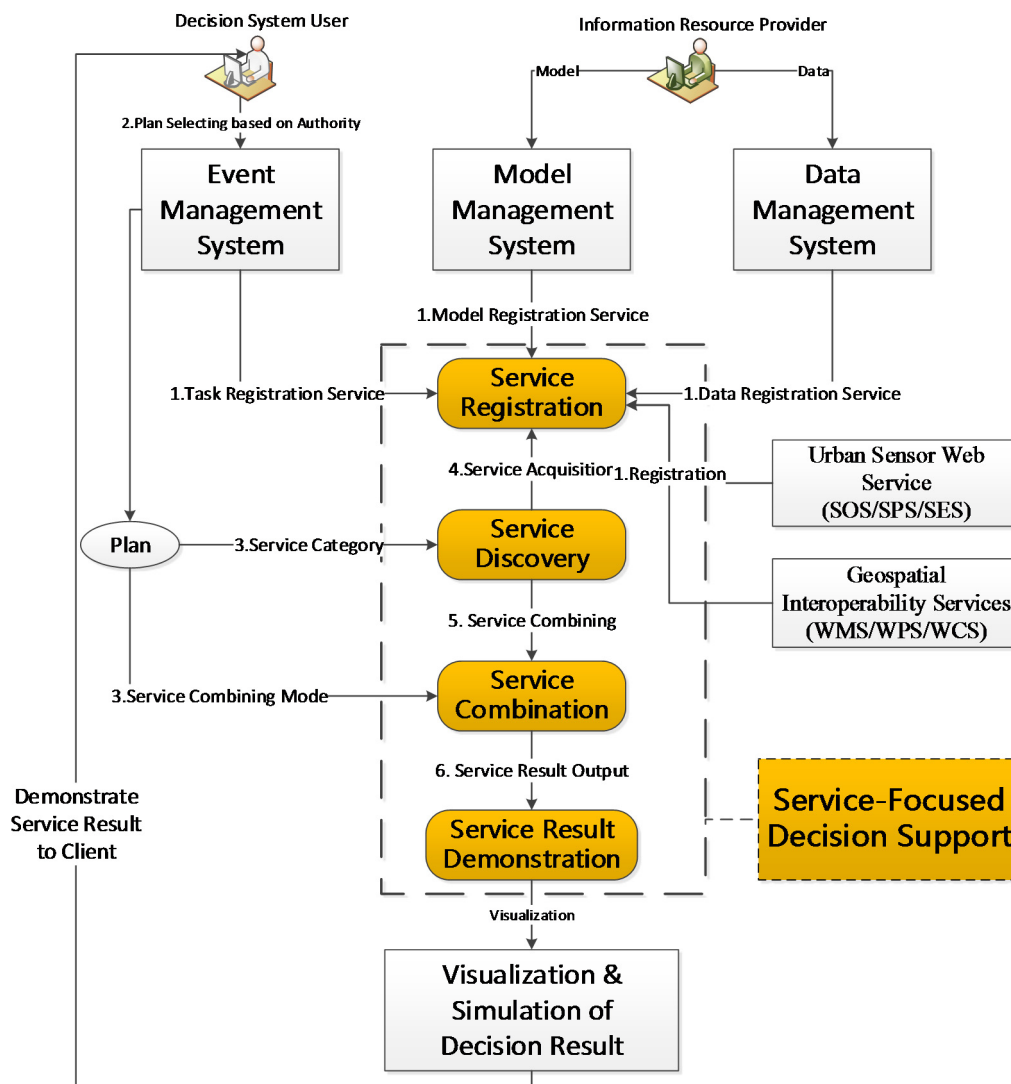 Decision System User
Information Resource Provider
Model
Data
2.Plan Selecting based on Authority
Event
Management
System
Model
Management
System
Data
Management
System
1.Model Registration Service
Service
Registration
1.Task Registration Service
1.Data Registration Service
4.Service Acquisition
1.Registration
Urban Sensor Web
Service
(SOS/SPS/SES)
Plan
3.Service Category
Service
Discovery
Geospatial
Interoperability Services
(WMS/WPS/WCS)
5. Service Combining
3.Service Combining Mode
Service
Combination
6. Service Result Output
Demonstrate
Service Result
to Client
Service-Focused
Decision Support
Service Result
Demonstration
Visualization
Visualization &
Simulation of
Decision Result